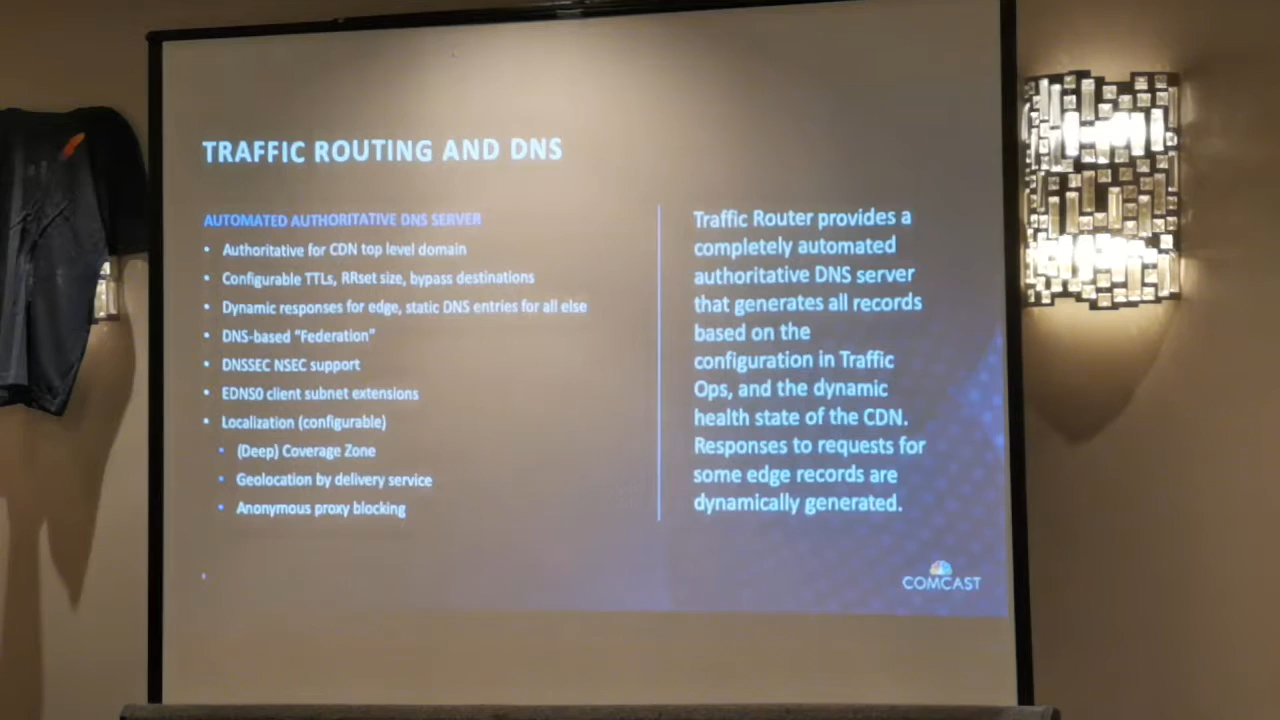 TRAFFIC ROUTING AND DNS
AUTOMATED AUTHORITATIVE DNS SERVER
• Authoritative for CDN top level domain
• Configurable TTLs, RRset size, bypass destinations
• Dynamic responses for edge, static DNS entries for all else
• DNS-based “Federation”
• DNSSEC NSEC support
• EDNS0 client subnet extensions
• Localization (configurable)
• (Deep) Coverage Zone
• Geolocation by delivery service
• Anonymous proxy blocking
Traffic Router provides a
completely automated
authoritative DNS server
that generates all records
based on the
configuration in Traffic
Ops, and the dynamic
health state of the CDN.
Responses to requests for
some edge records are
dynamically generated.
COMCAST